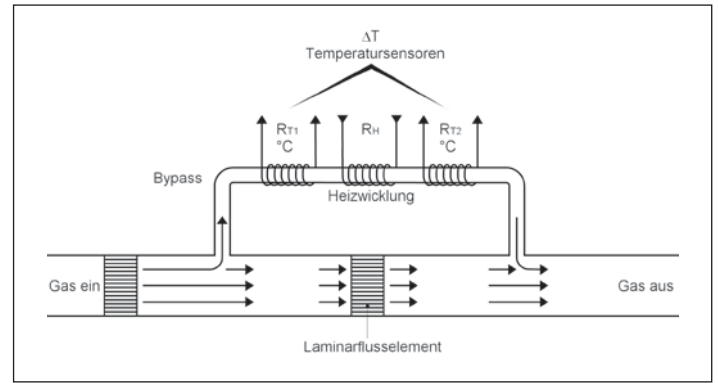 ΔT
Temperatursensoren
RT1
°C
RH
RT2
°C
Bypass
Heizwicklung
Gas ein
Gas aus
Laminarflusselement